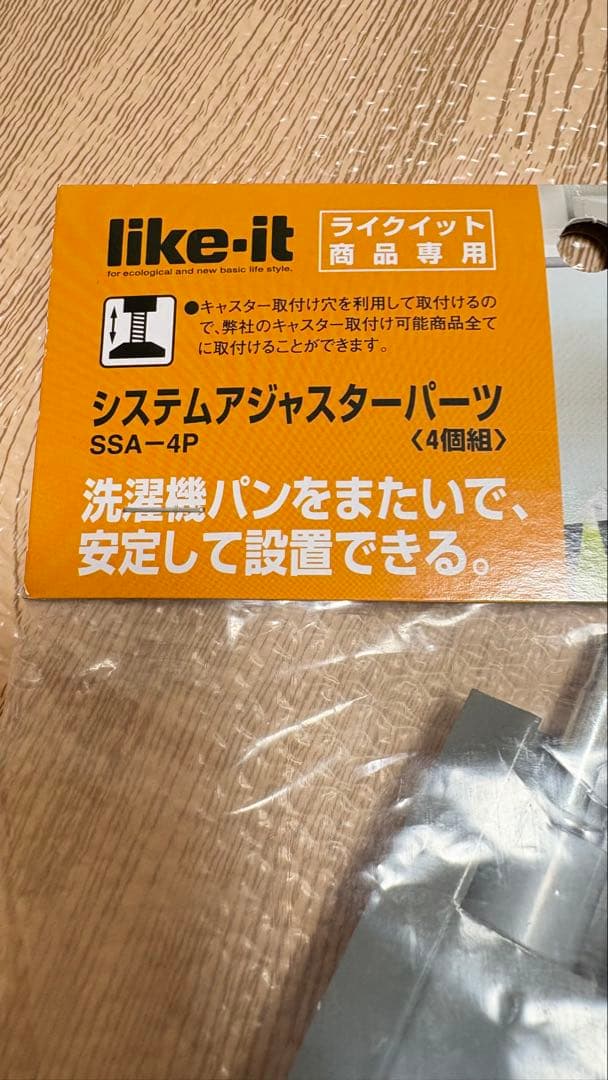 like-it
for ecological and new basic life style.
ライクイット
商品専用
●キャスター取付け穴を利用して取付けるの
で、弊社のキャスター取付け可能商品全て
に取付けることができます。
システムアジャスターパーツ
SSA－4P 〈4個組〉
洗濯機パンをまたいで、
安定して設置できる。